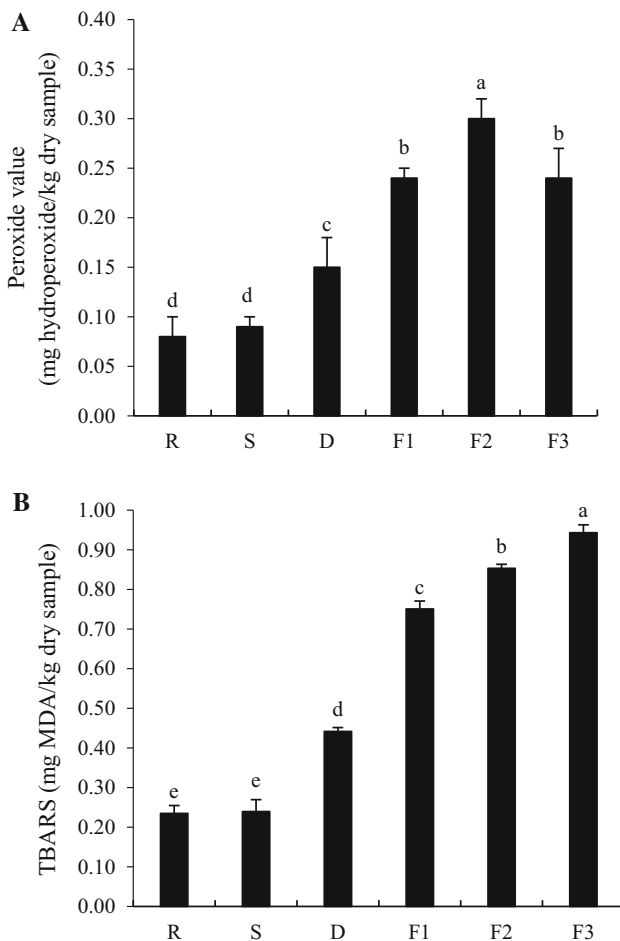 A
Peroxide value
(mg hydroperoxide/kg dry sample)
0.40
0.35
0.30
0.25
0.20
0.15
0.10
0.05
0.00
d
d
c
b
a
b
R S D F1 F2 F3
B
TBARS (mg MDA/kg dry sample)
1.00
0.90
0.80
0.70
0.60
0.50
0.40
0.30
0.20
0.10
0.00
e
e
d
c
b
a
R S D F1 F2 F3